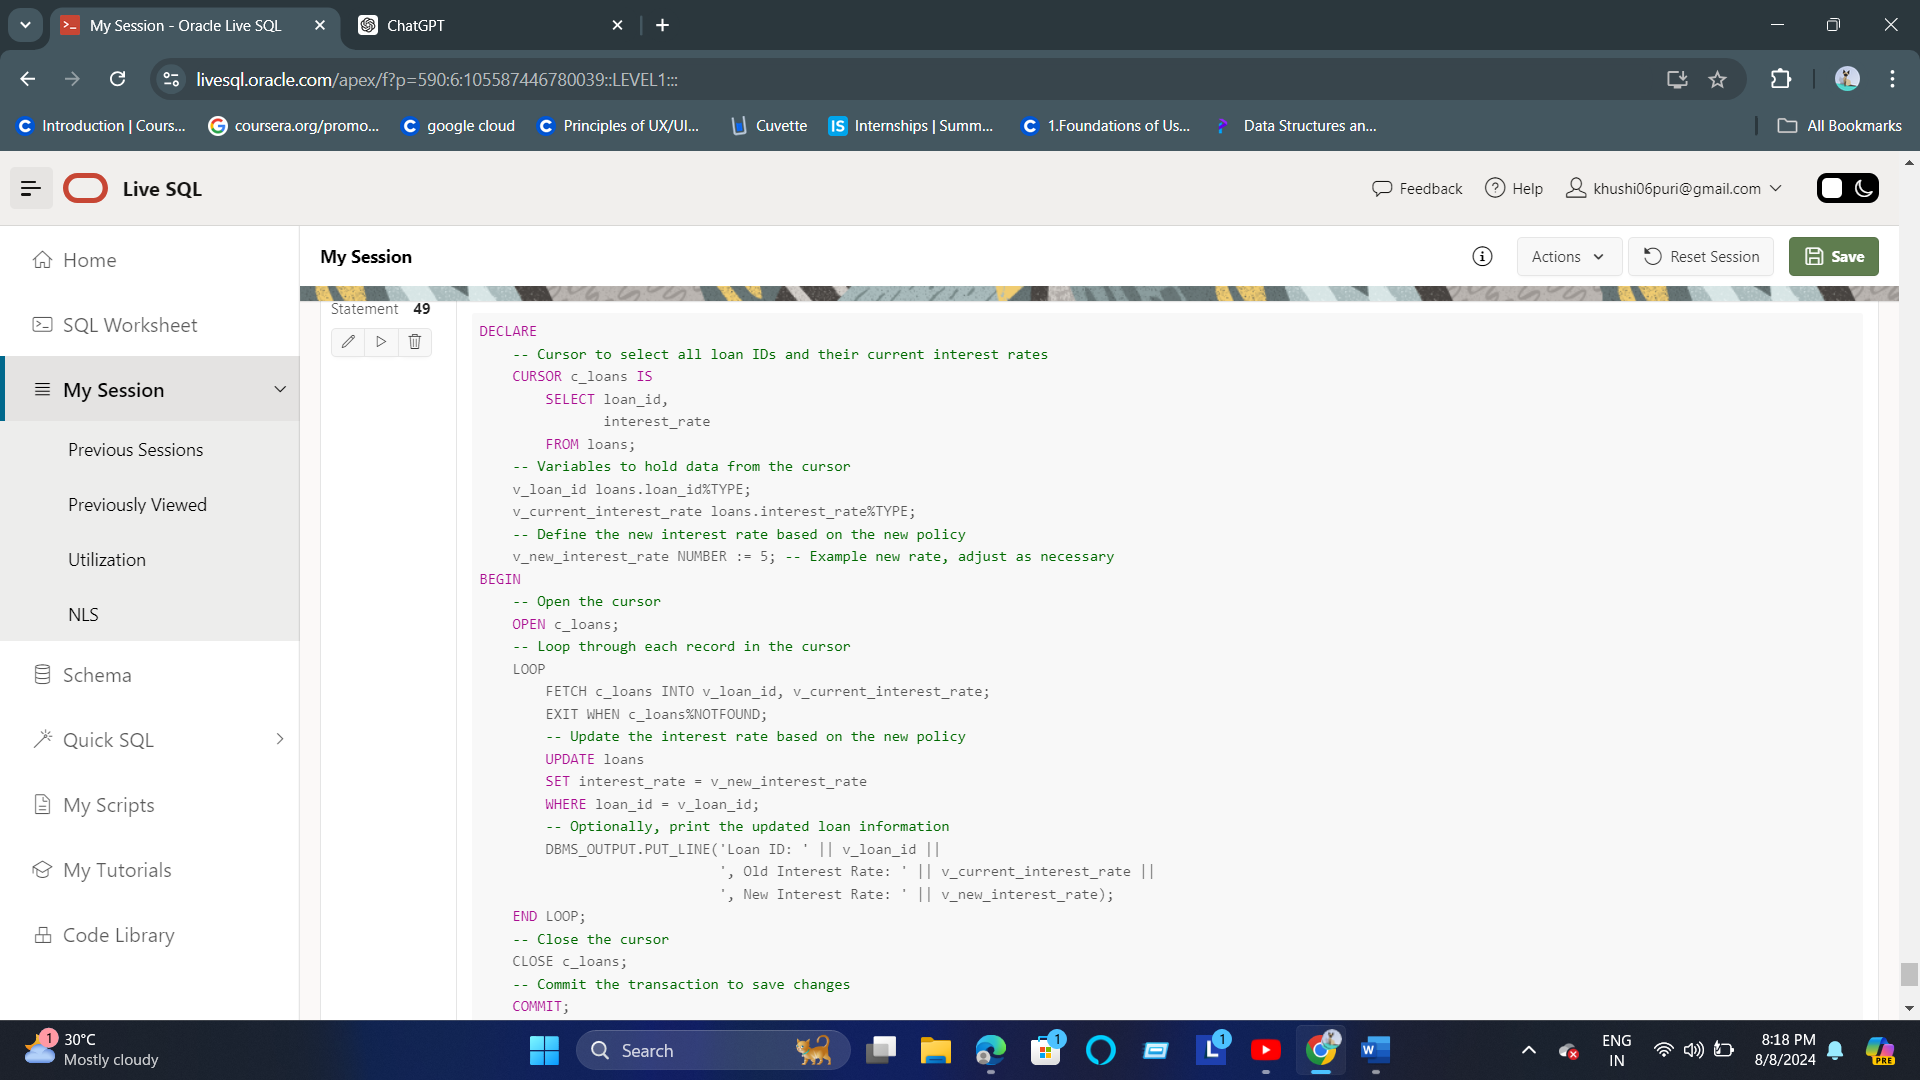 My Session - Oracle Live SQL
ChatGPT
livesql.oracle.com/apex/f?p=590:6:105587446780039::LEVEL1:::
Introduction | Cours...
coursera.org/promo...
google cloud
Principles of UX/UI...
Cuvette
IS Internships | Summ...
1.Foundations of Us...
Data Structures an...
All Bookmarks
Live SQL
Feedback
Help
khushi06puri@gmail.com
Home
SQL Worksheet
My Session
Previous Sessions
Previously Viewed
Utilization
NLS
Schema
Quick SQL
My Scripts
My Tutorials
Code Library
My Session
Actions
Reset Session
Save
Statement 49
DECLARE
-- Cursor to select all loan IDs and their current interest rates
CURSOR c_loans IS
SELECT loan_id,
interest_rate
FROM loans;
-- Variables to hold data from the cursor
v_loan_id loans.loan_id%TYPE;
v_current_interest_rate loans.interest_rate%TYPE;
-- Define the new interest rate based on the new policy
v_new_interest_rate NUMBER := 5; -- Example new rate, adjust as necessary
BEGIN
-- Open the cursor
OPEN c_loans;
-- Loop through each record in the cursor
LOOP
FETCH c_loans INTO v_loan_id, v_current_interest_rate;
EXIT WHEN c_loans%NOTFOUND;
-- Update the interest rate based on the new policy
UPDATE loans
SET interest_rate = v_new_interest_rate
WHERE loan_id = v_loan_id;
-- Optionally, print the updated loan information
DBMS_OUTPUT.PUT_LINE('Loan ID: ' || v_loan_id ||
', Old Interest Rate: ' || v_current_interest_rate ||
', New Interest Rate: ' || v_new_interest_rate);
END LOOP;
-- Close the cursor
CLOSE c_loans;
-- Commit the transaction to save changes
COMMIT;
1
30°C
Mostly cloudy
Search
1
L
1
W
ENG
IN
8:18 PM
8/8/2024
PRE